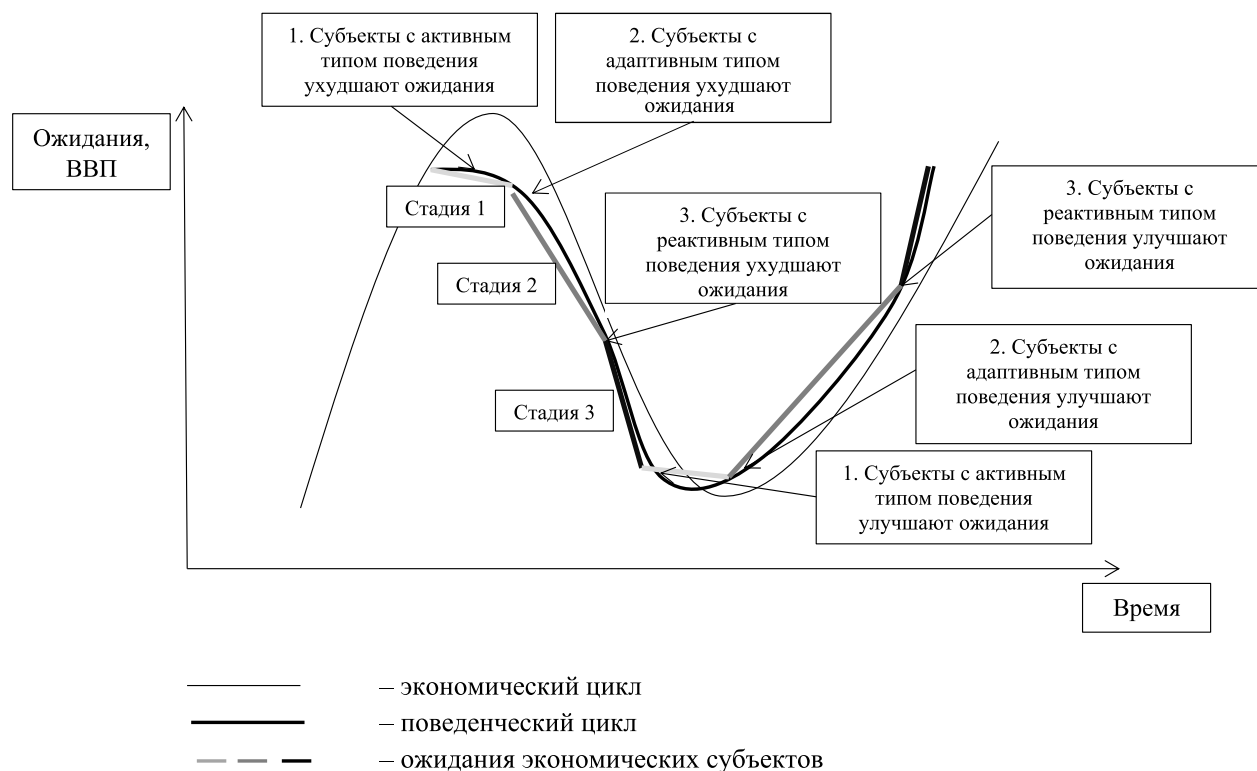 1. Субъекты с активным
типом поведения
ухудшают ожидания
2. Субъекты с
адаптивным типом
поведения ухудшают
ожидания
Ожидания,
ВВП
Стадия 1
3. Субъекты с
реактивным типом
поведения улучшают
ожидания
3. Субъекты с
реактивным типом
поведения ухудшают
ожидания
Стадия 2
2. Субъекты с
адаптивным типом
поведения улучшают
ожидания
Стадия 3
1. Субъекты с активным
типом поведения
улучшают ожидания
Время
– экономический цикл
– поведенческий цикл
– ожидания экономических субъектов